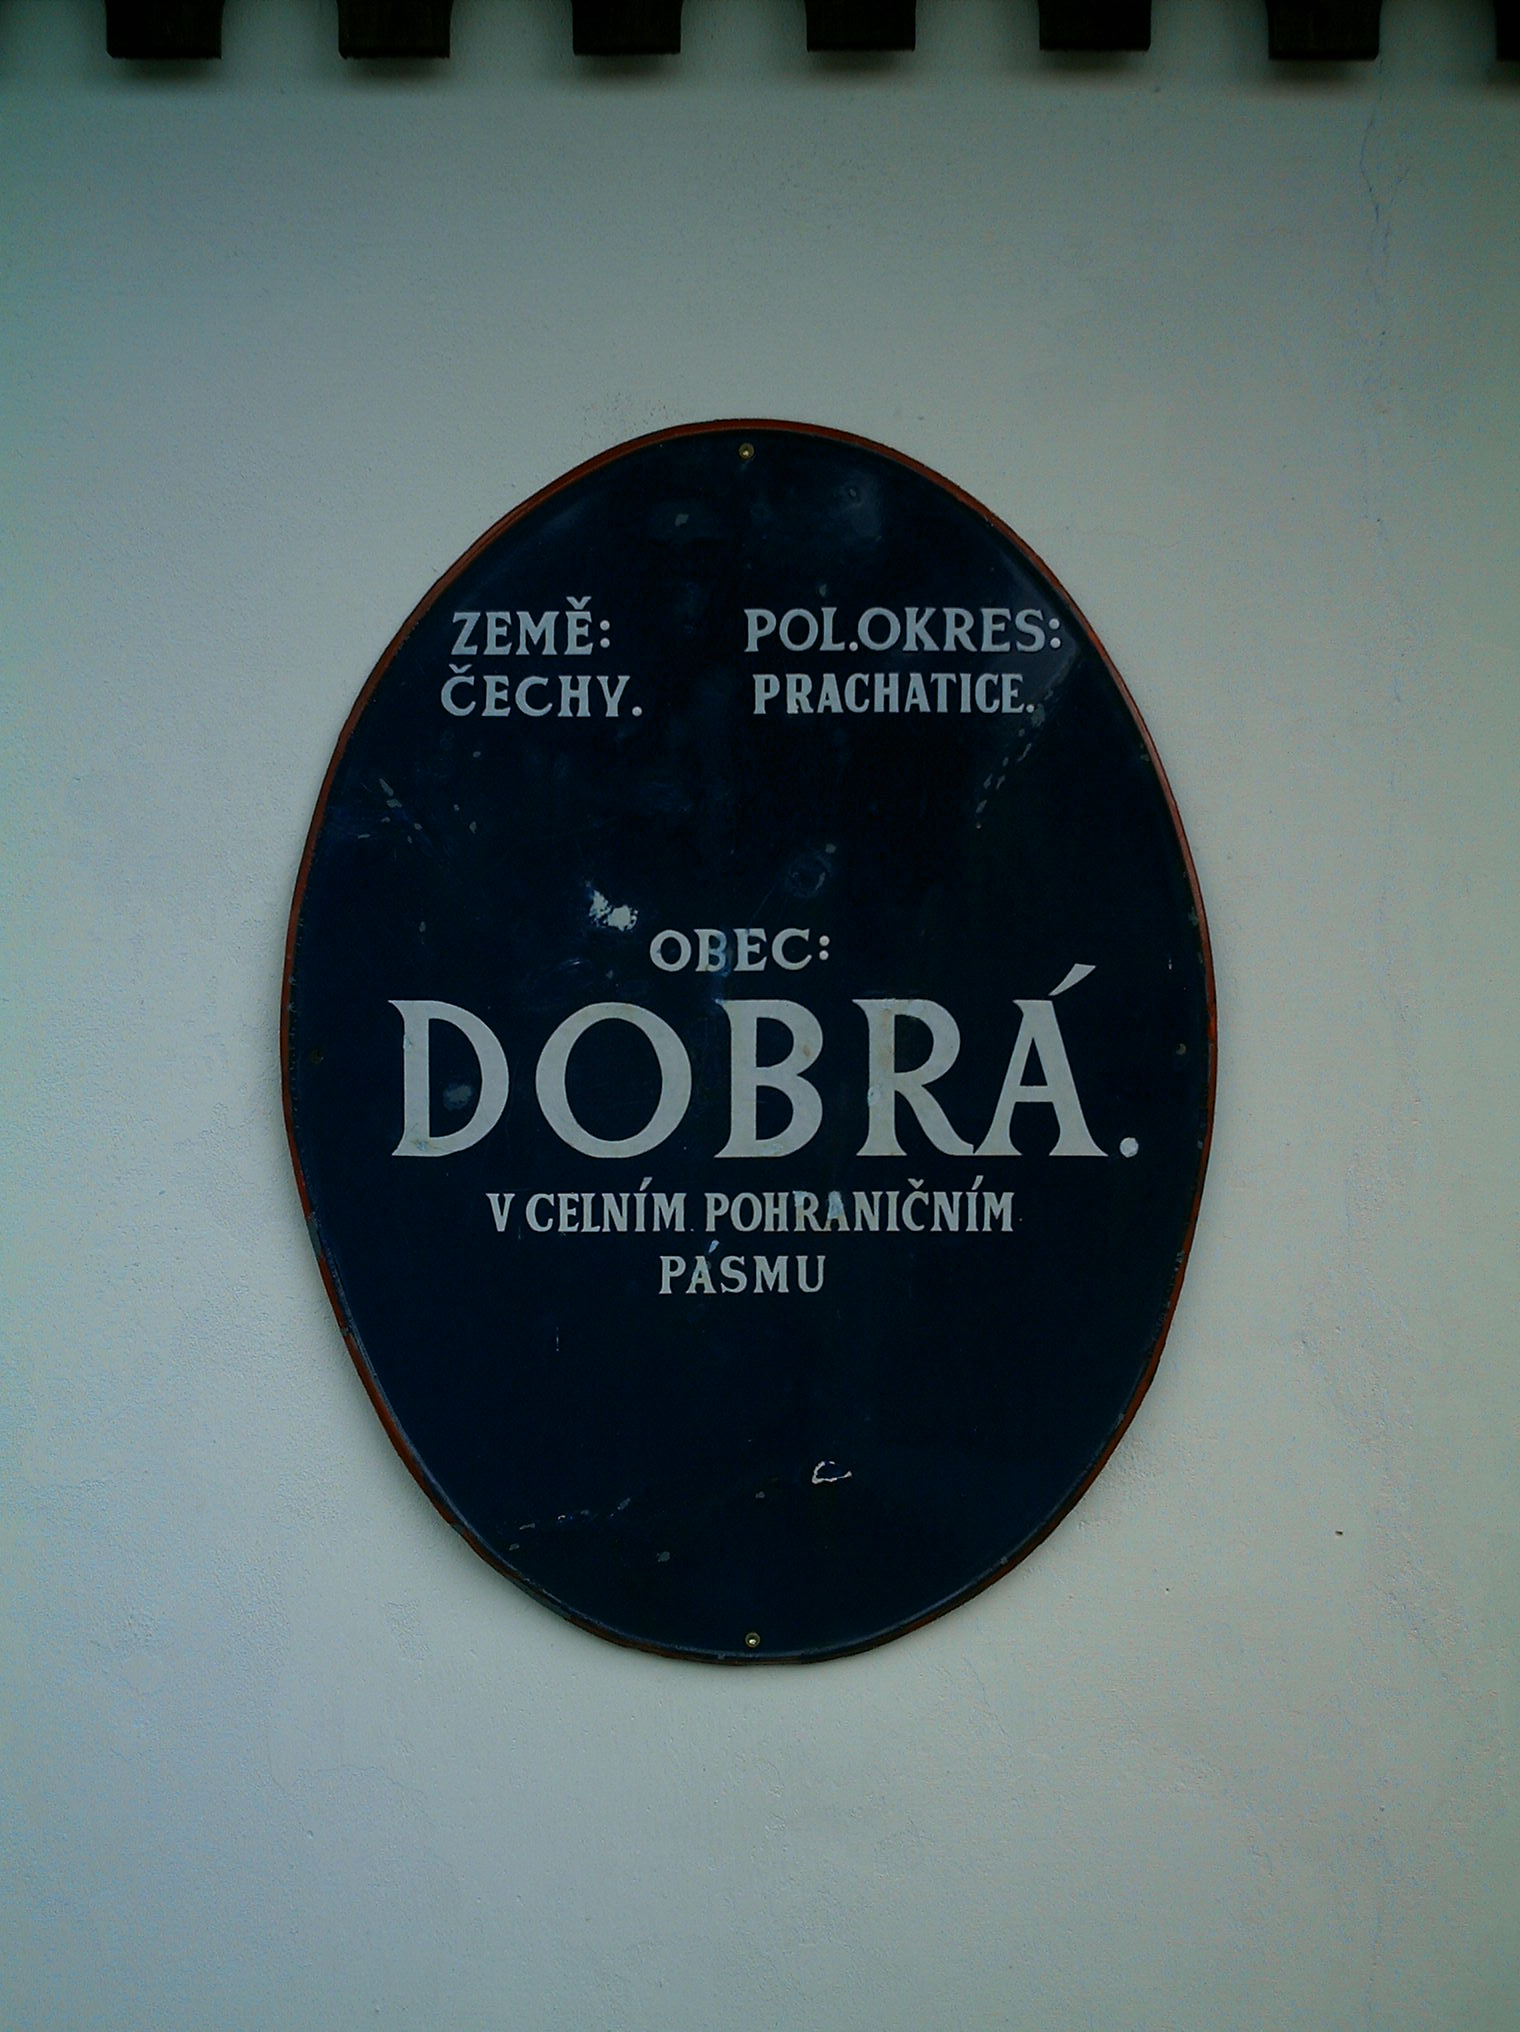 ZEMĚ:
ČECHY.
POL.OKRES:
PRACHATICE.
OBEC:
DOBRÁ.
V CELNÍM POHRANIČNÍM
PÁSMU